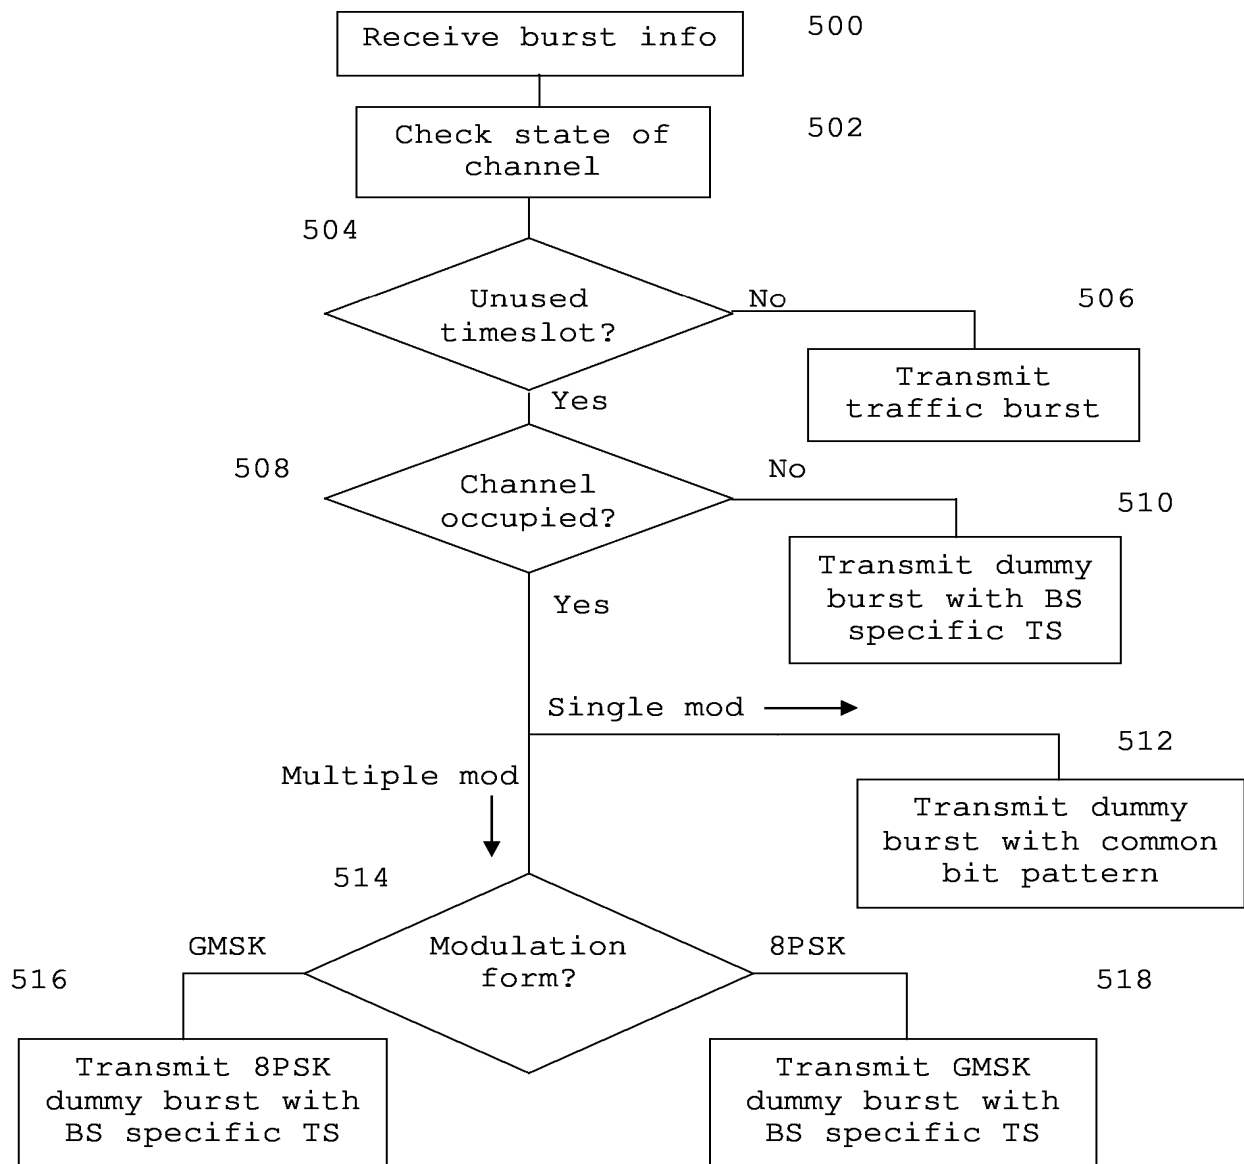 Receive burst info
500
Check state of
channel
502
504
Unused
timeslot?
No
506
Transmit
traffic burst
Yes
508
Channel
occupied?
No
510
Transmit dummy
burst with BS
specific TS
Yes
Single mod
512
Multiple mod
Transmit dummy
burst with common
bit pattern
514
GMSK
Modulation
form?
8PSK
516
518
Transmit 8PSK
dummy burst with
BS specific TS
Transmit GMSK
dummy burst with
BS specific TS